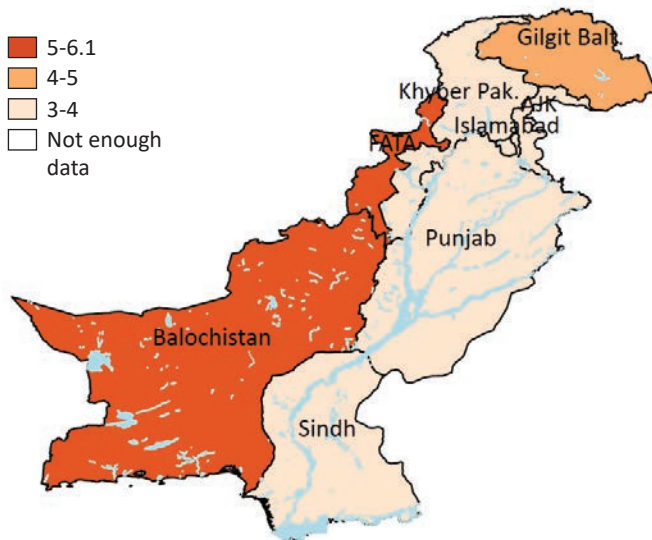 5-6.1
4-5
3-4
Not enough
data
Gilgit Balt.
Khyber Pak.
AJK
Islamabad
FATA
Punjab
Balochistan
Sindh